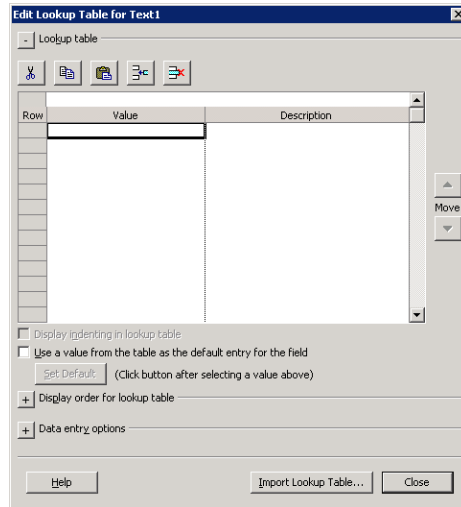 Edit Lookup Table for Text1
- Lookup table
Row Value Description
Move
Display indenting in lookup table
Use a value from the table as the default entry for the field
Set Default (Click button after selecting a value above)
+ Display order for lookup table
+ Data entry options
Help Import Lookup Table... Close